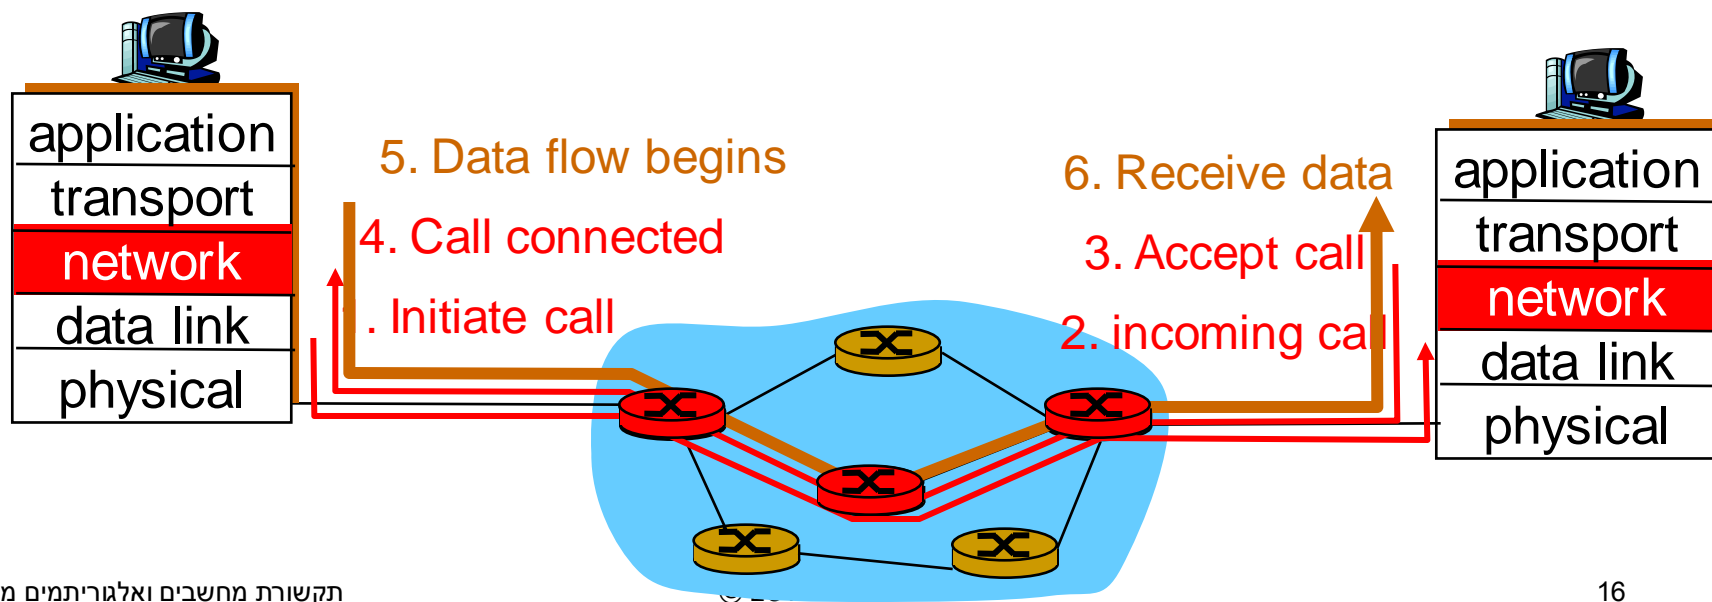 application
transport
network
data link
physical
5. Data flow begins
4. Call connected
. Initiate call
6. Receive data
3. Accept call
2. incoming call
application
transport
network
data link
physical
תקשורת מחשבים ואלגוריתמים
©
16